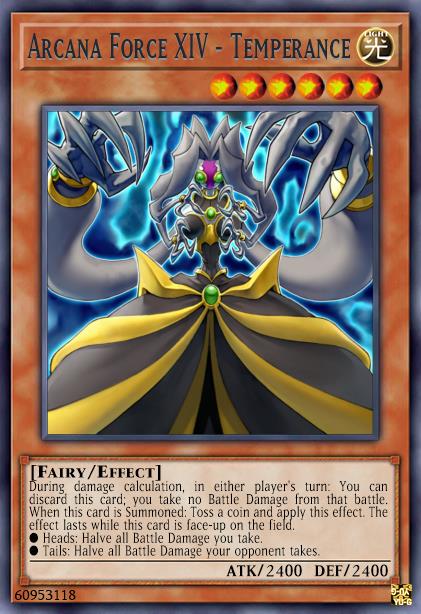 ARCANA FORCE XIV - TEMPERANCE
LIGHT
光
[FAIRY/EFFECT]
During damage calculation, in either player's turn: You can
discard this card; you take no Battle Damage from that battle.
When this card is Summoned: Toss a coin and apply this effect. The
effect lasts while this card is face-up on the field.
● Heads: Halve all Battle Damage you take.
● Tails: Halve all Battle Damage your opponent takes.
ATK/2400 DEF/2400
60953118